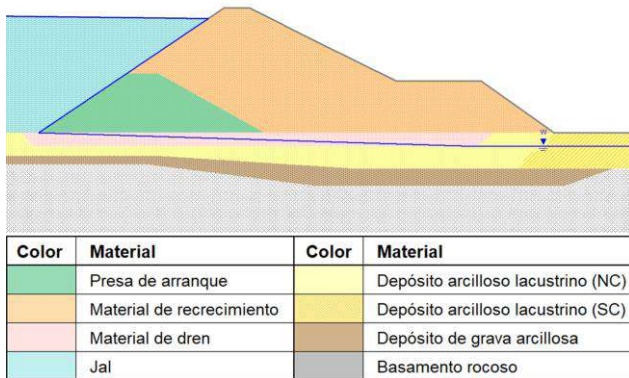 w
Color Material Color Material
Presa de arranque Depósito arcilloso lacustrino (NC)
Material de recrecimiento Depósito arcilloso lacustrino (SC)
Material de dren Depósito de grava arcillosa
Jal Basamento rocoso